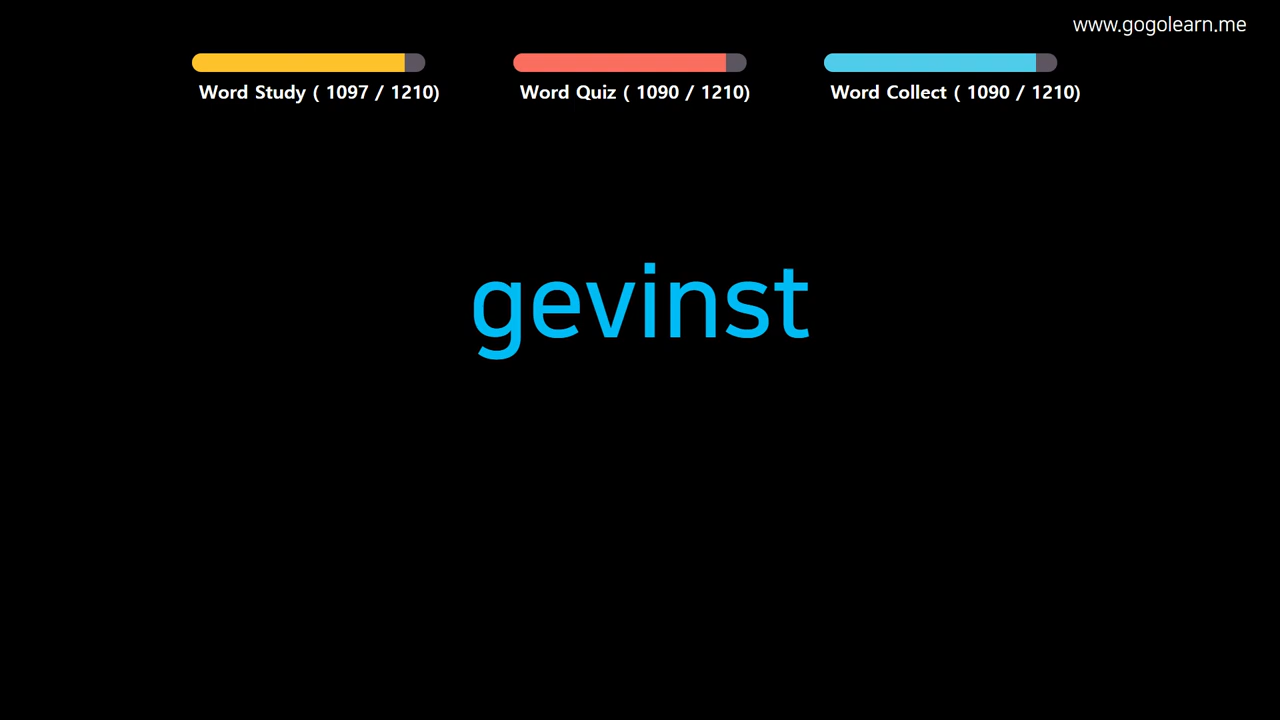 www.gogolearn.me
Word Study ( 1097 / 1210)
Word Quiz ( 1090 / 1210)
Word Collect ( 1090 / 1210)
gevinst